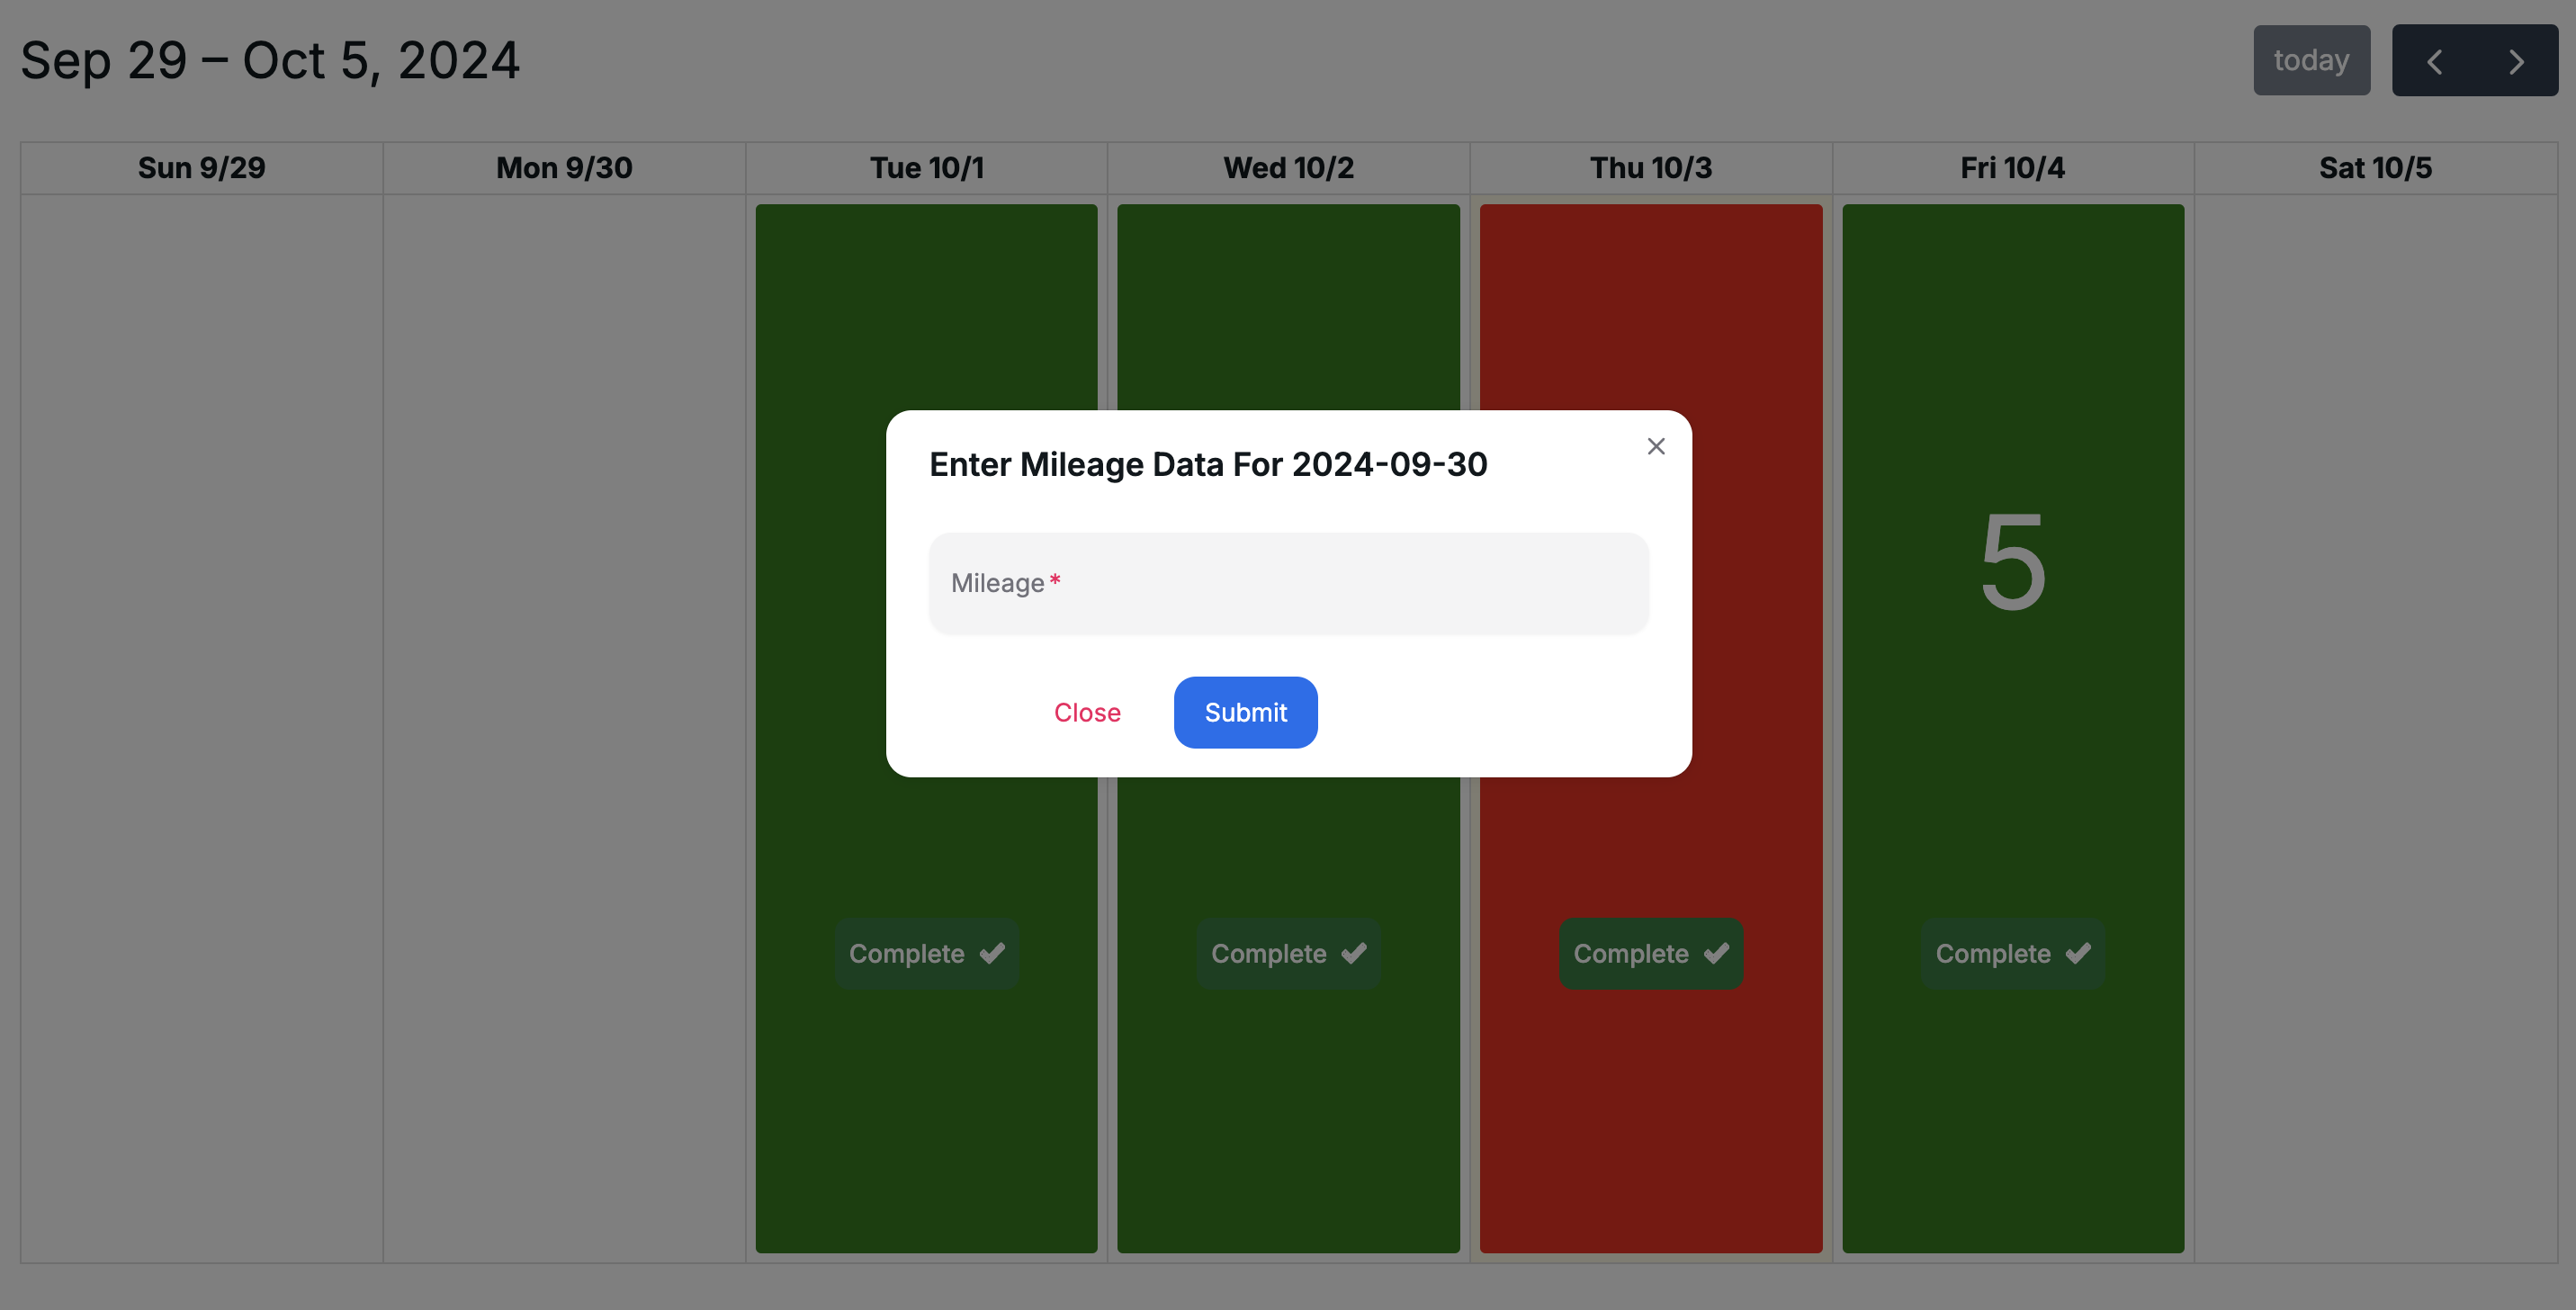 Sep 29 – Oct 5, 2024
today
Sun 9/29 Mon 9/30 Tue 10/1 Wed 10/2 Thu 10/3 Fri 10/4 Sat 10/5
Enter Mileage Data For 2024-09-30
Mileage*
5
Close Submit
Complete Complete Complete Complete